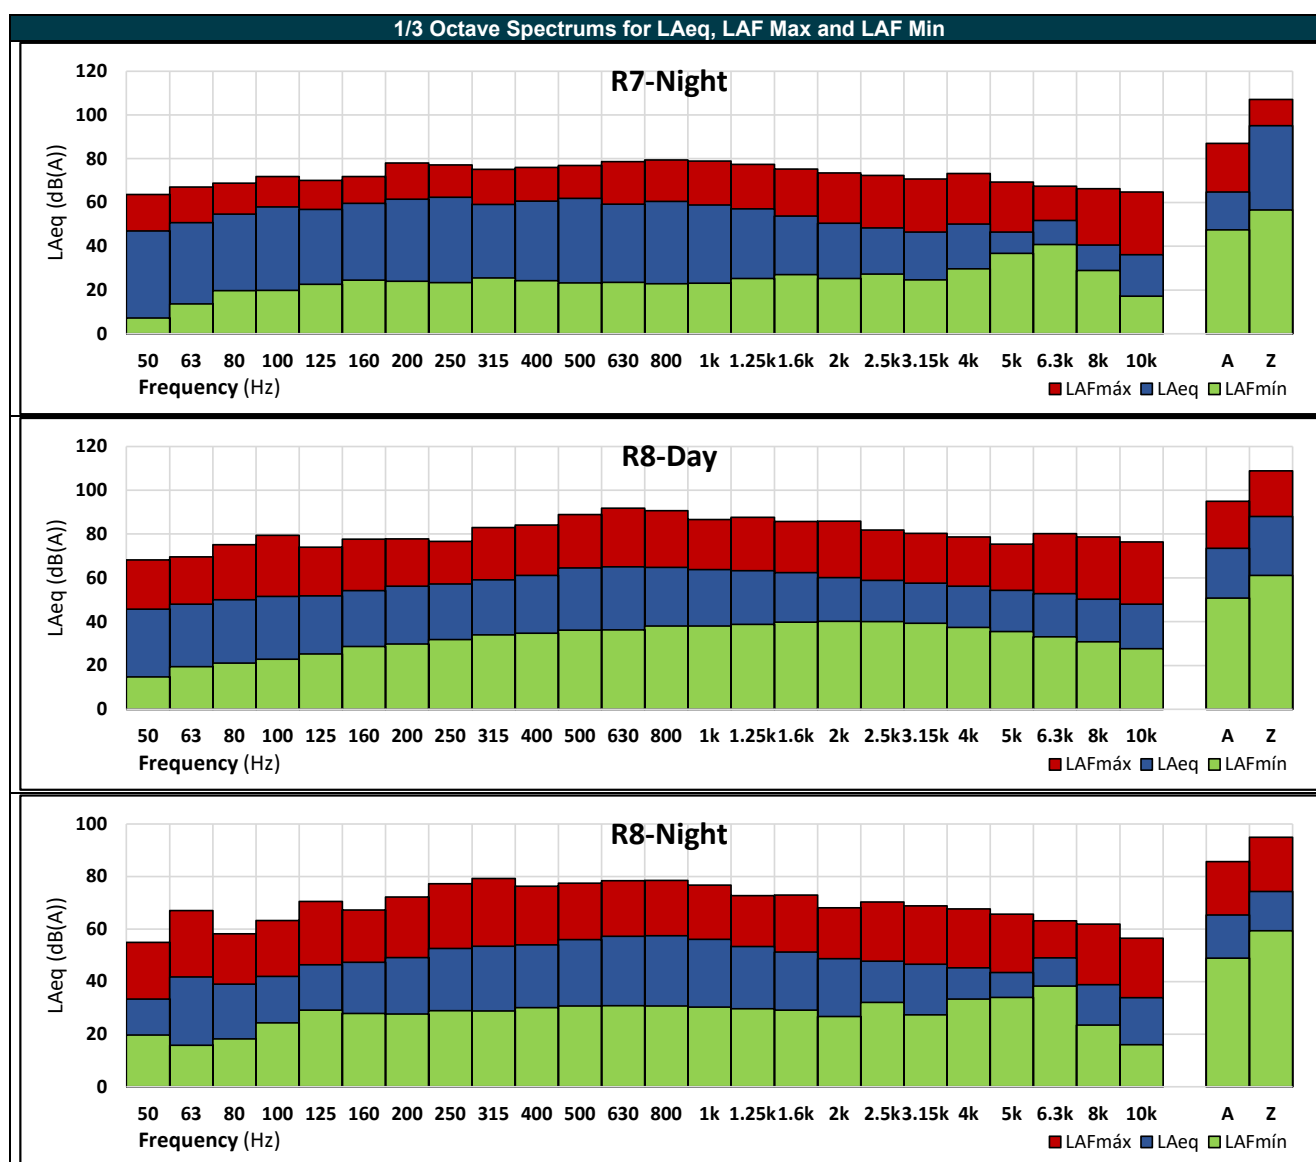 1/3 Octave Spectrums for LAeq, LAF Max and LAF Min
R7-Night
120
100
80
60
40
20
0
LAeq (dB(A))
50 63 80 100 125 160 200 250 315 400 500 630 800 1k 1.25k 1.6k 2k 2.5k 3.15k 4k 5k 6.3k 8k 10k A Z
Frequency (Hz)
LAFmáx LAeq LAFmín
R8-Day
120
100
80
60
40
20
0
LAeq (dB(A))
50 63 80 100 125 160 200 250 315 400 500 630 800 1k 1.25k 1.6k 2k 2.5k 3.15k 4k 5k 6.3k 8k 10k A Z
Frequency (Hz)
LAFmáx LAeq LAFmín
R8-Night
100
80
60
40
20
0
LAeq (dB(A))
50 63 80 100 125 160 200 250 315 400 500 630 800 1k 1.25k 1.6k 2k 2.5k 3.15k 4k 5k 6.3k 8k 10k A Z
Frequency (Hz)
LAFmáx LAeq LAFmín